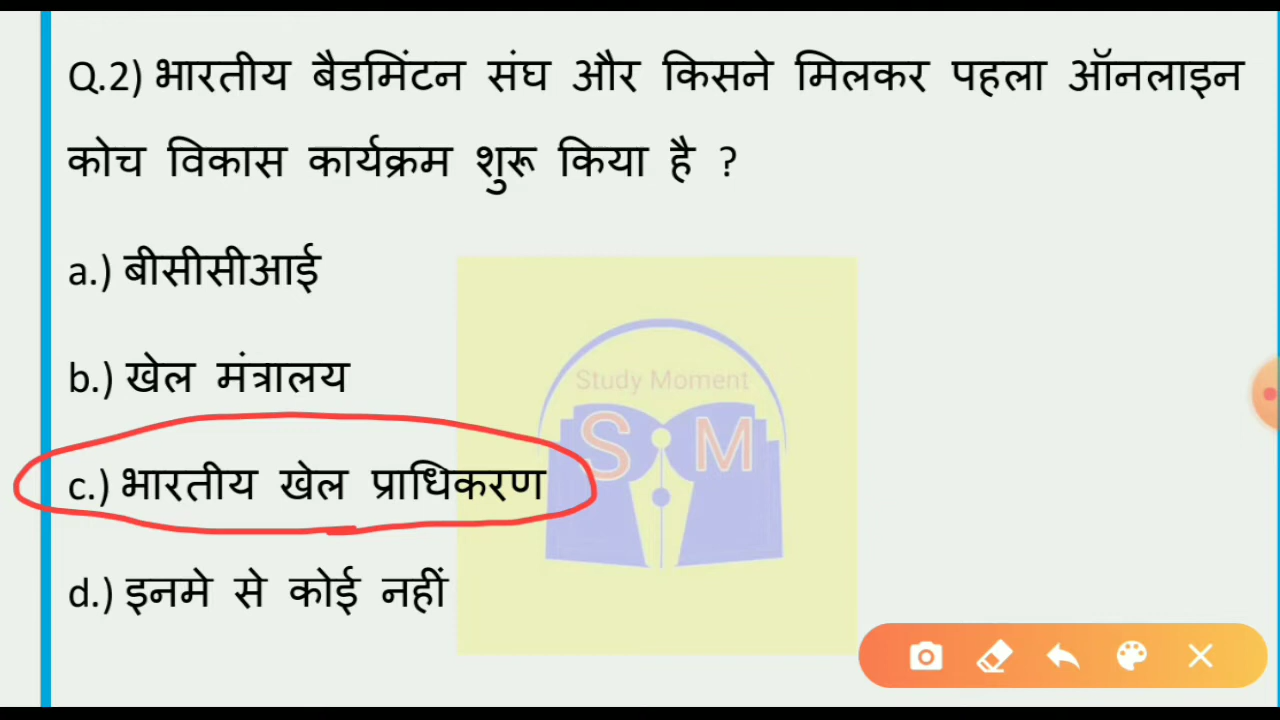 Q.2) भारतीय बैडमिंटन संघ और किसने मिलकर पहला ऑनलाइन
कोच विकास कार्यक्रम शुरू किया है ?
a.) बीसीसीआई
b.) खेल मंत्रालय
Study Moment
S M
c.) भारतीय खेल प्राधिकरण
d.) इनमे से कोई नहीं